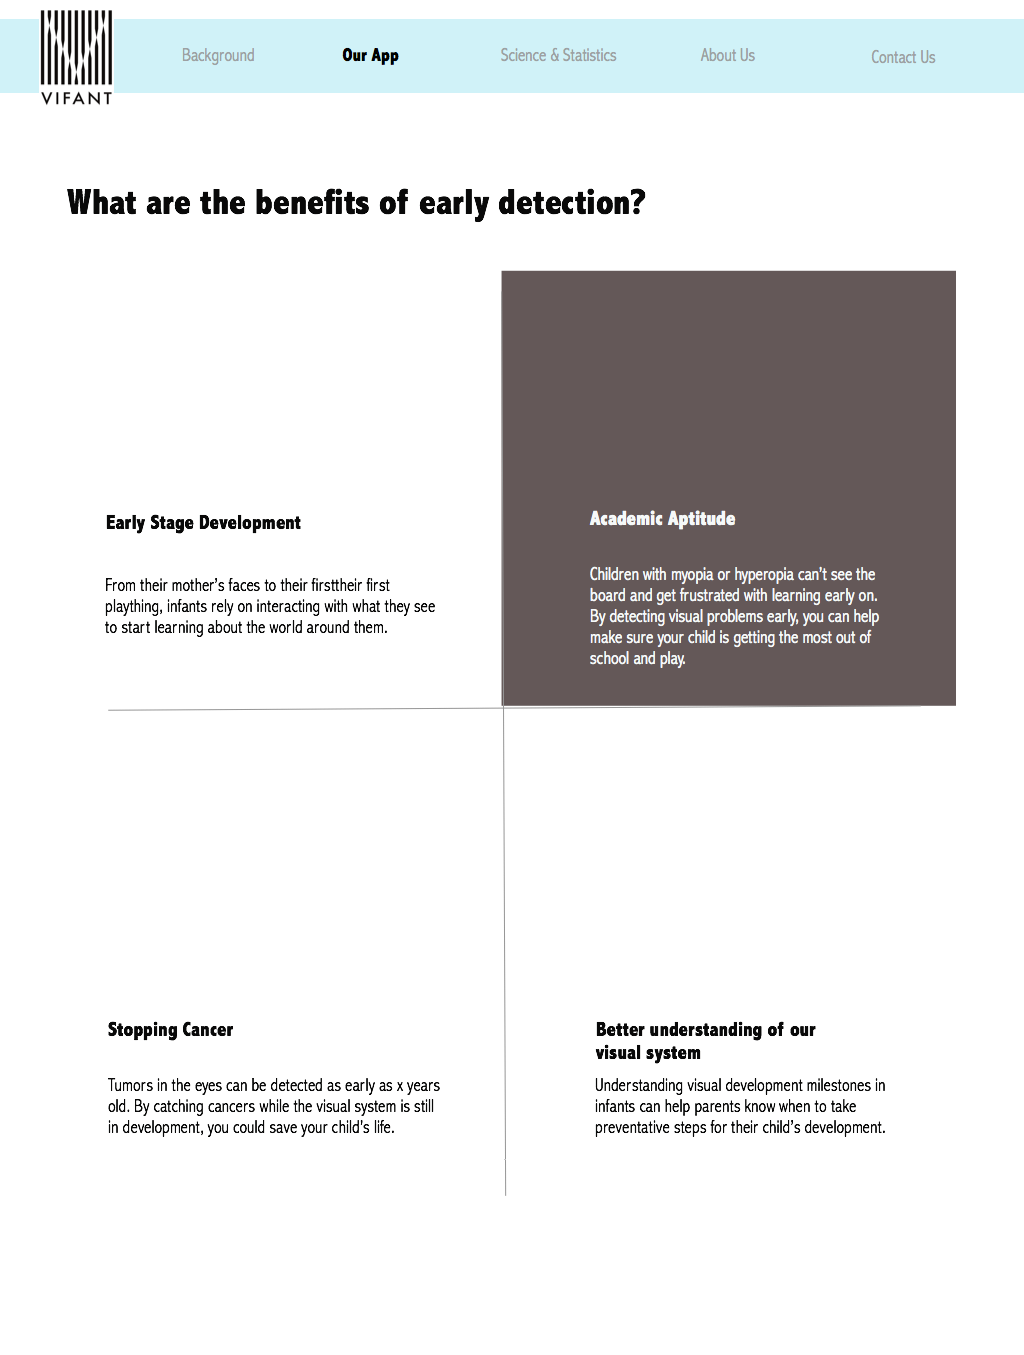 VIFANT
Background
Our App
Science & Statistics
About Us
Contact Us
What are the benefits of early detection?
Early Stage Development
From their mother's faces to their firsttheir first
plaything, infants rely on interacting with what they see
to start learning about the world around them.
Academic Aptitude
Children with myopia or hyperopia can't see the
board and get frustrated with learning early on.
By detecting visual problems early, you can help
make sure your child is getting the most out of
school and play.
Stopping Cancer
Tumors in the eyes can be detected as early as x years
old. By catching cancers while the visual system is still
in development, you could save your child's life.
Better understanding of our
visual system
Understanding visual development milestones in
infants can help parents know when to take
preventative steps for their child's development.